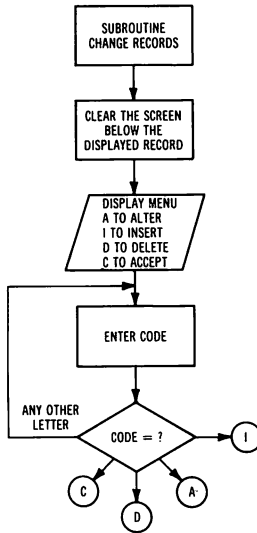 SUBROUTINE
CHANGE RECORDS
CLEAR THE SCREEN
BELOW THE
DISPLAYED RECORD
DISPLAY MENU
A TO ALTER
I TO INSERT
D TO DELETE
C TO ACCEPT
ENTER CODE
ANY OTHER
LETTER
CODE = ?
I
C
A
D